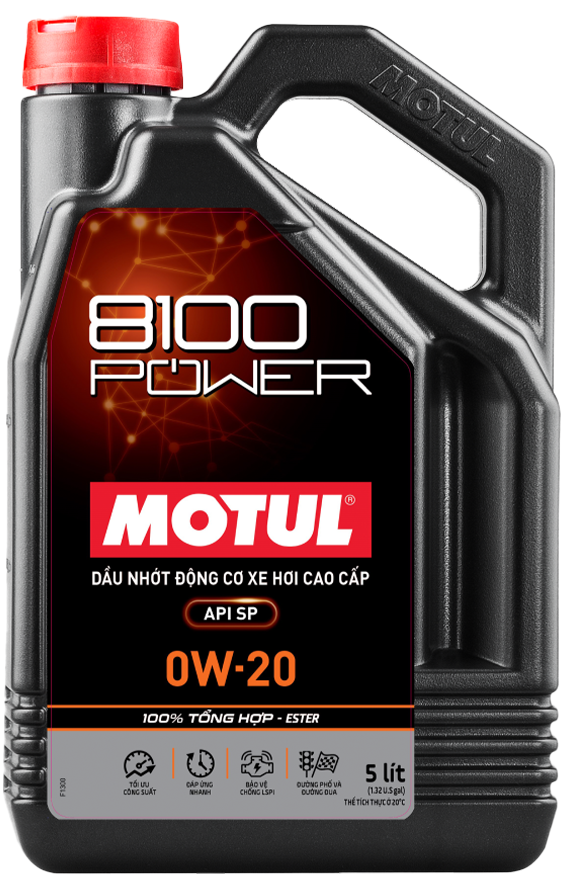 MOTUL
8100
POWER
MOTUL®
DẦU NHỚT ĐỘNG CƠ XE HƠI CAO CẤP
API SP
0W-20
100% TỔNG HỢP - ESTER
TỐI ƯU
CÔNG SUẤT
ĐÁP ỨNG
NHANH
BẢO VỆ
CHỐNG LSPI
ĐƯỜNG PHỐ VÀ
ĐƯỜNG ĐUA
5 lít
(1.32 U.S gal)
THỂ TÍCH THỰC Ở 20°C
F1308